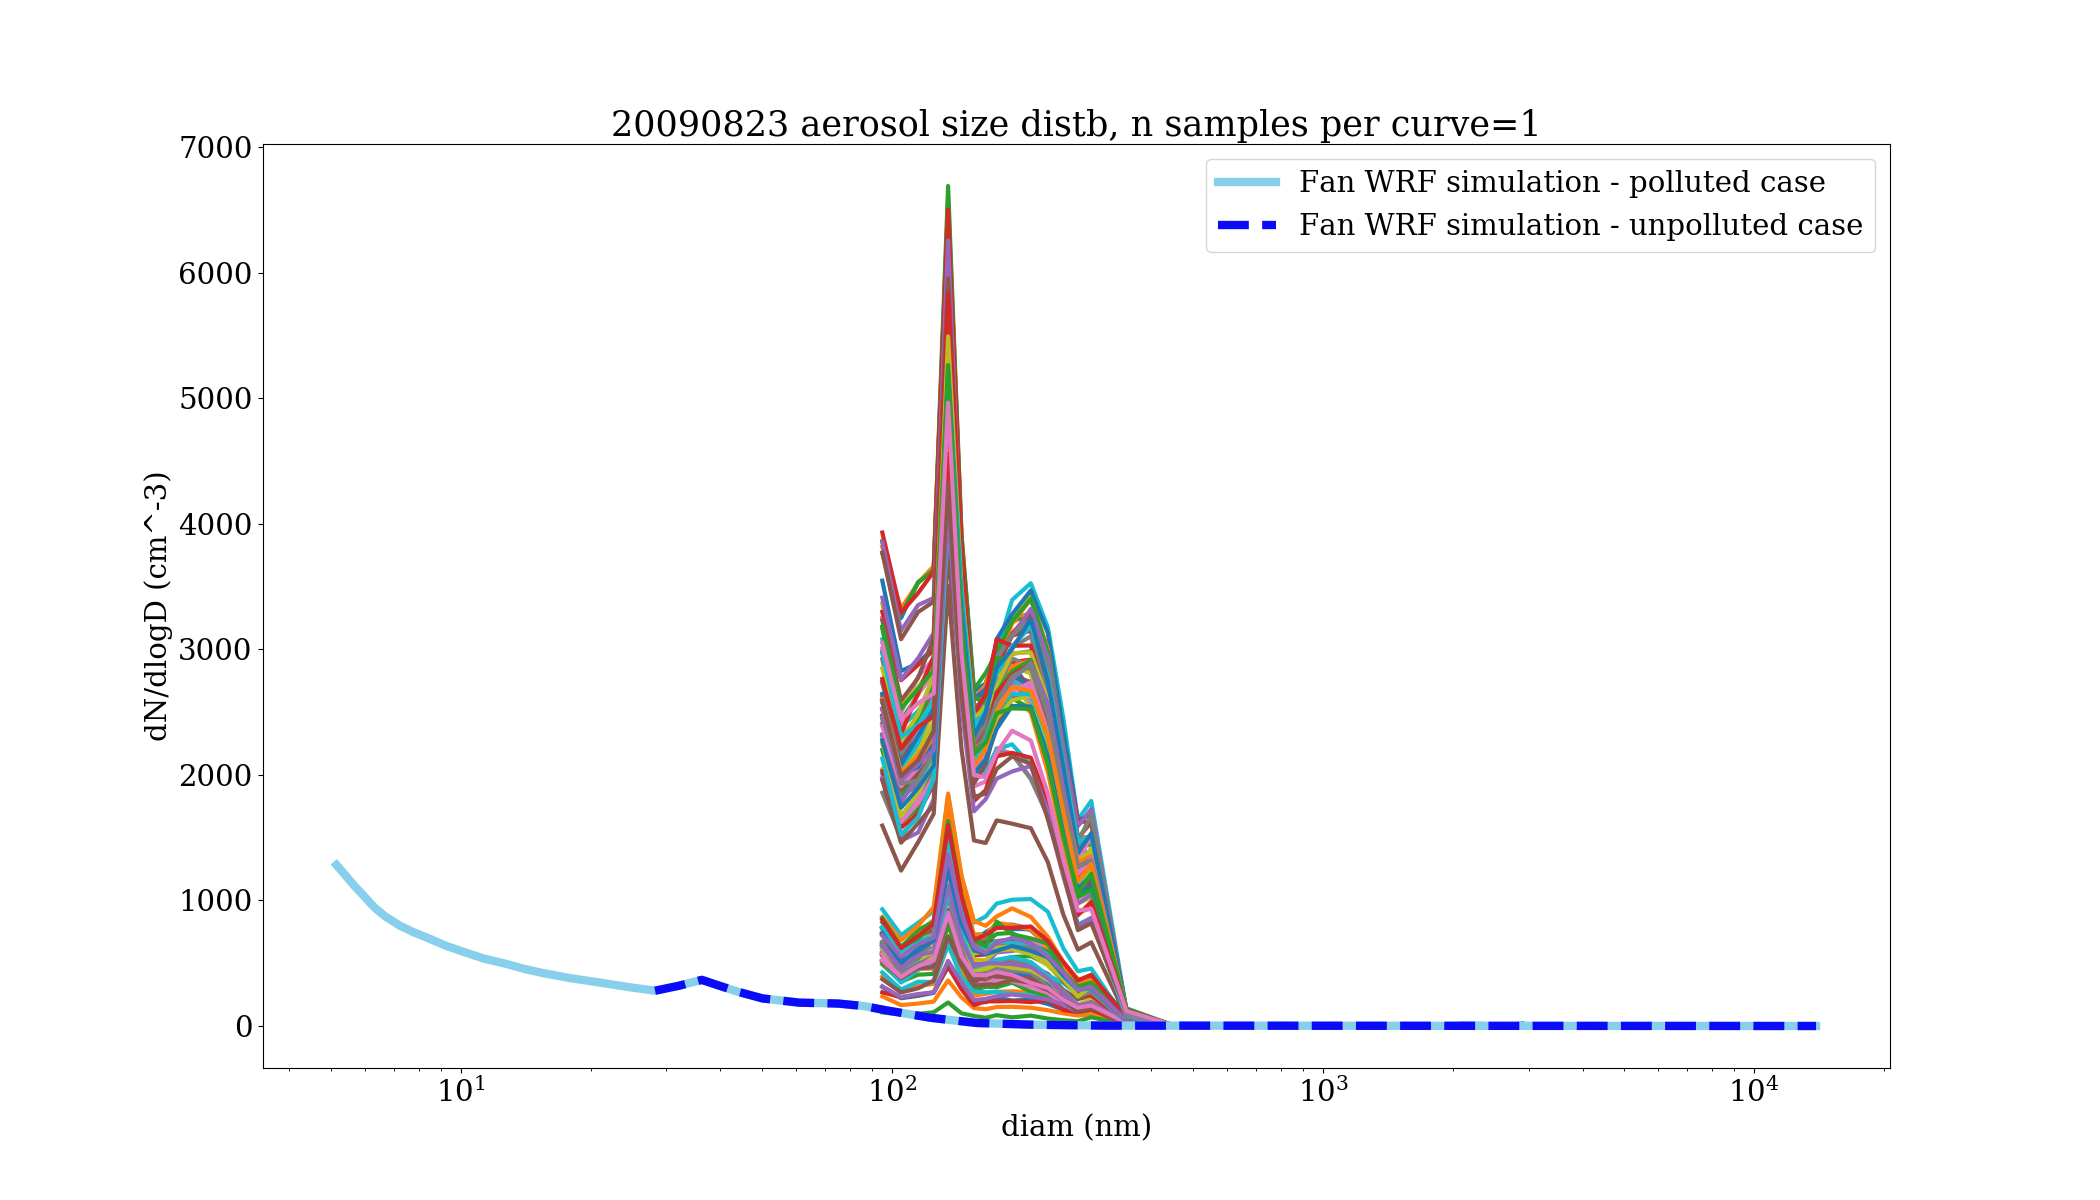 20090823 aerosol size distb, n samples per curve=1
Fan WRF simulation - polluted case
Fan WRF simulation - unpolluted case
7000
6000
5000
4000
3000
2000
1000
0
dN/dlogD (cm^-3)
10¹
10²
10³
10⁴
diam (nm)